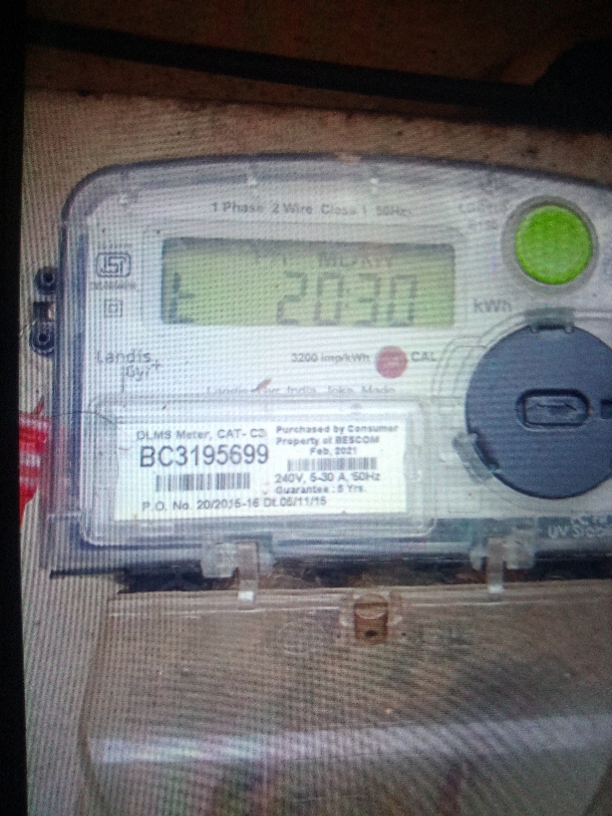 1 Phase 2 Wire Class 1 50Hz
MD kW
t 2030
kWh
Landis
Gyr+
3200 imp/kWh
CAL
DLMS Meter, CAT- C3
BC3195699
P.O. No. 20/2015-16 Dt.06/11/15
Purchased by Consumer
Property of BESCOM
Feb, 2021
240V, 5-30 A, 50Hz
Guarantee : 5 Yrs.